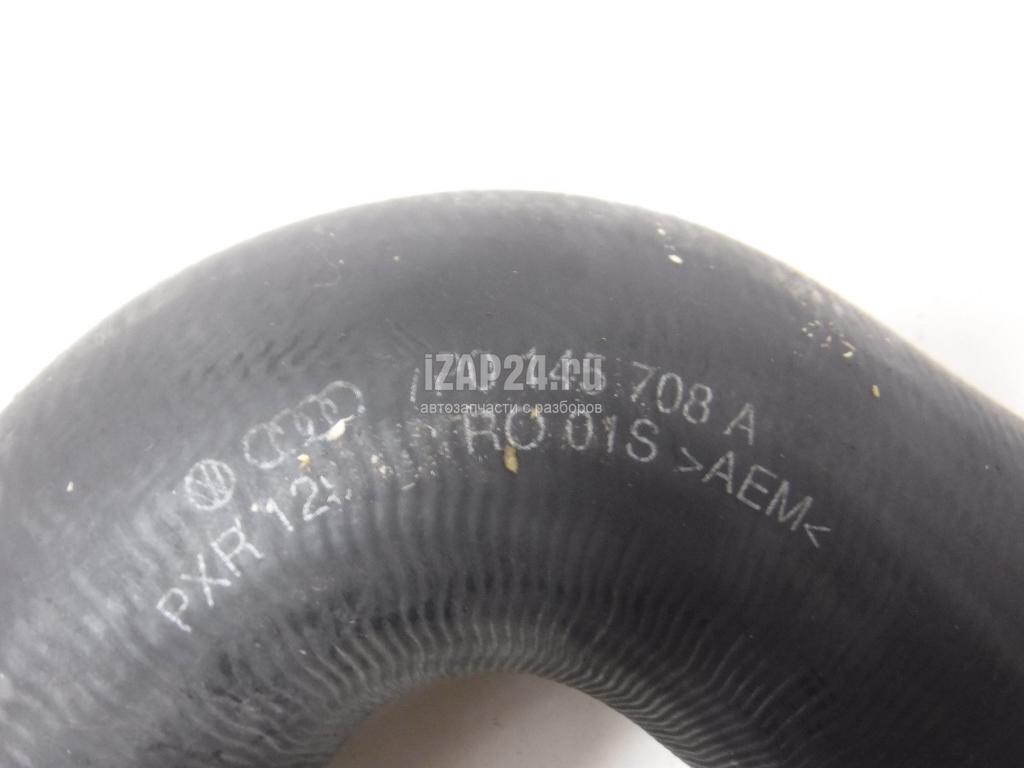 iZAP24.ru
автозапчасти с разборов
708 A
PXR RO 01S >AEM<